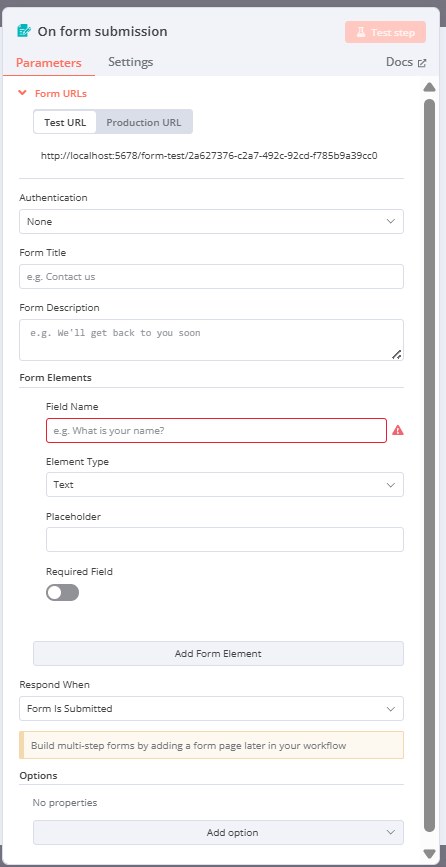 On form submission
Test step
Parameters
Settings
Docs
Form URLs
Test URL
Production URL
http://localhost:5678/form-test/2a627376-c2a7-492c-92cd-f785b9a39cc0
Authentication
None
Form Title
e.g. Contact us
Form Description
e.g. We'll get back to you soon
Form Elements
Field Name
e.g. What is your name?
Element Type
Text
Placeholder
Required Field
Add Form Element
Respond When
Form Is Submitted
Build multi-step forms by adding a form page later in your workflow
Options
No properties
Add option